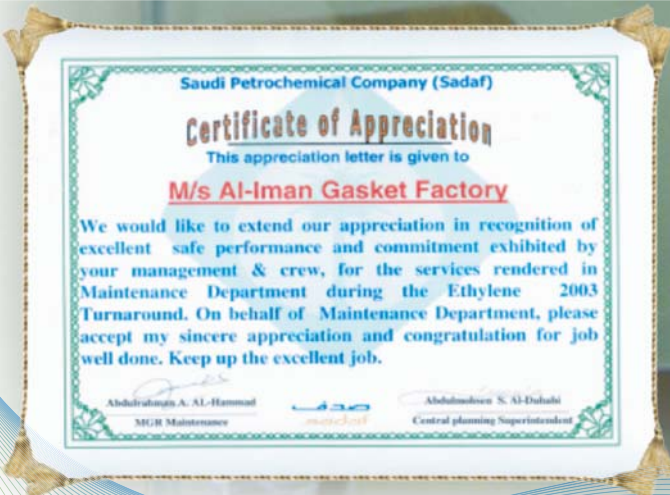 Saudi Petrochemical Company (Sadaf)
Certificate of Appreciation
This appreciation letter is given to
M/s Al-Iman Gasket Factory
We would like to extend our appreciation in recognition of
excellent safe performance and commitment exhibited by
your management & crew, for the services rendered in
Maintenance Department during the Ethylene 2003
Turnaround. On behalf of Maintenance Department, please
accept my sincere appreciation and congratulation for job
well done. Keep up the excellent job.
Abdulrahman A. AL-Hammad
MGR Maintenance
صدف
sadaf
Abdulmohsen S. Al-Duhabi
Central planning Superintendent